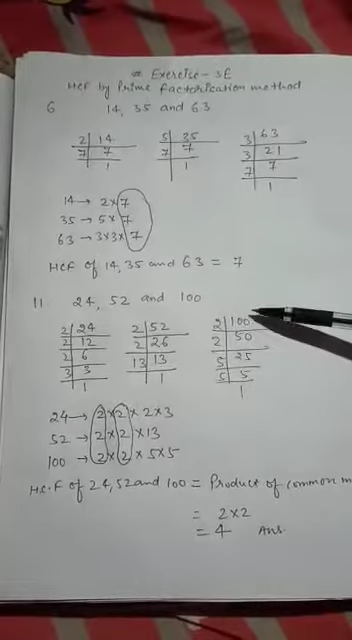 Exercise-3E
HCF by Prime factorication method
6 14, 35 and 63
2|14 5|35 3|63
7|7 7|7 3|21
1 1 7|7
1
14→ 2×7
35→ 5×7
63→ 3×3×7
HCF of 14, 35 and 63 = 7
11 24, 52 and 100
2|24 2|52 2|100
2|12 2|26 2|50
2|6 13|13 5|25
3|3 1 5|5
1 1
24→ 2×2×2×3
52→ 2×2×13
100→ 2×2×5×5
H.C.F of 24, 52 and 100 = Product of common
= 2×2
= 4 Ans.